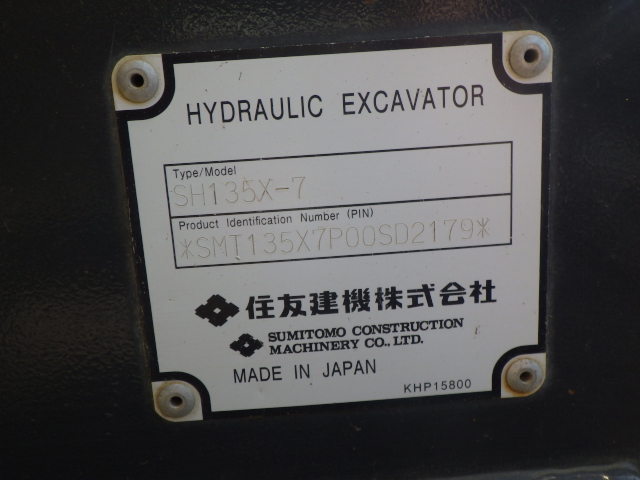 HYDRAULIC EXCAVATOR
Type/Model
SH135X-7
Product Identification Number (PIN)
*SMT135X7P00SD2179*
住友建機株式会社
SUMITOMO CONSTRUCTION
MACHINERY CO., LTD.
MADE IN JAPAN
KHP15800